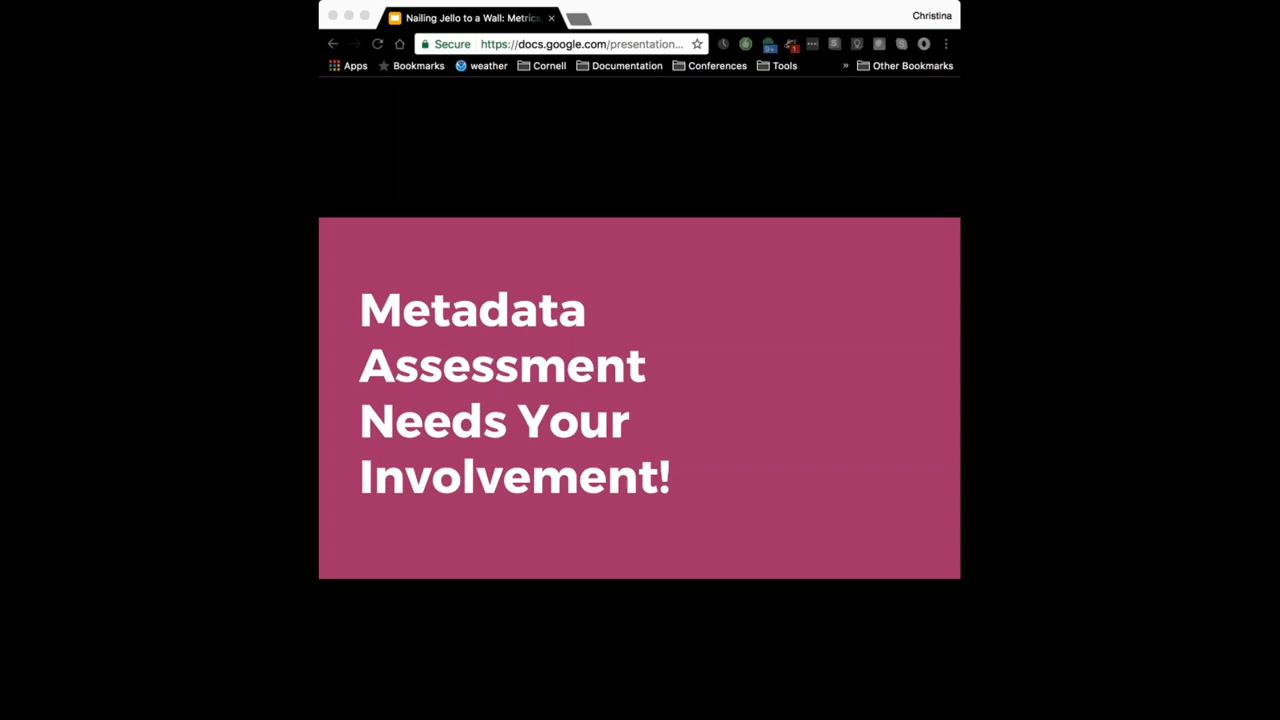 Nailing Jello to a Wall: Metrics,
Christina
Secure https://docs.google.com/presentation...
Apps Bookmarks weather Cornell Documentation Conferences Tools » Other Bookmarks
Metadata
Assessment
Needs Your
Involvement!